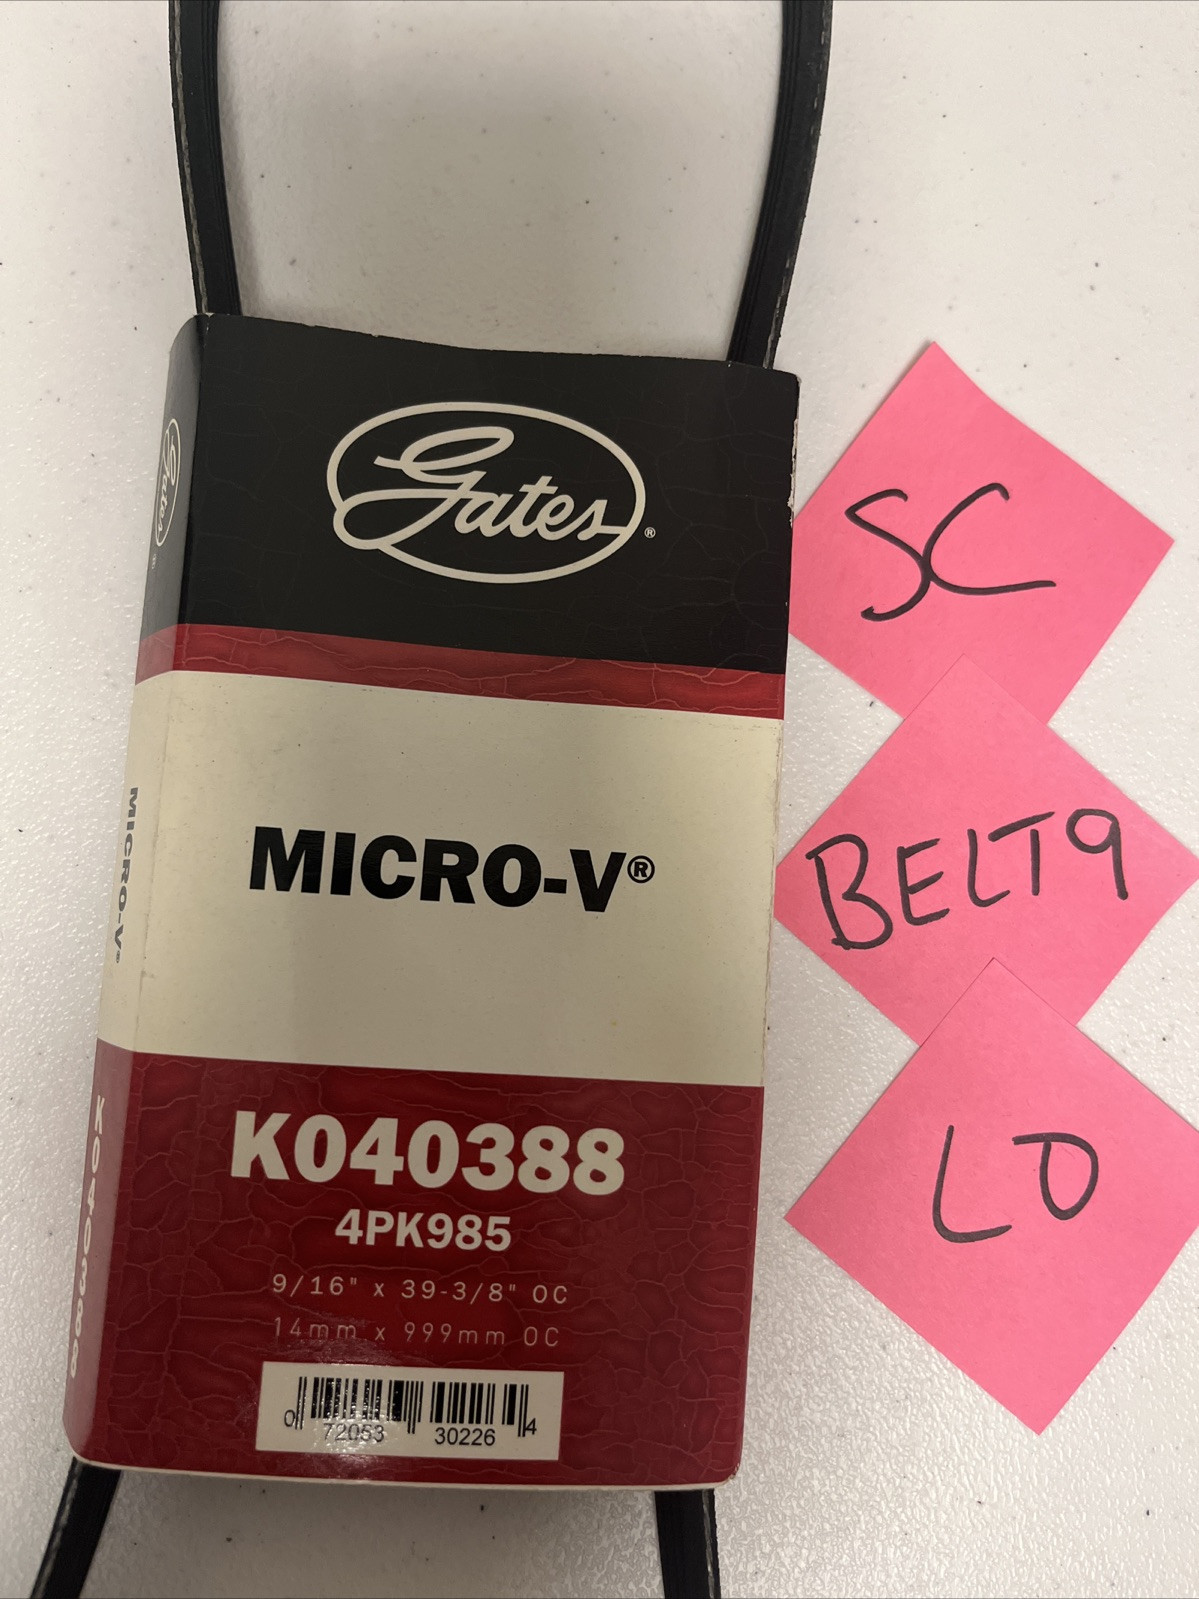 Gates®
MICRO-V®
K040388
4PK985
9/16" x 39-3/8" OC
14mm x 999mm OC
0 72053 30226 4
Gates®
MICRO-V®
K040388
SC
BELT9
LO